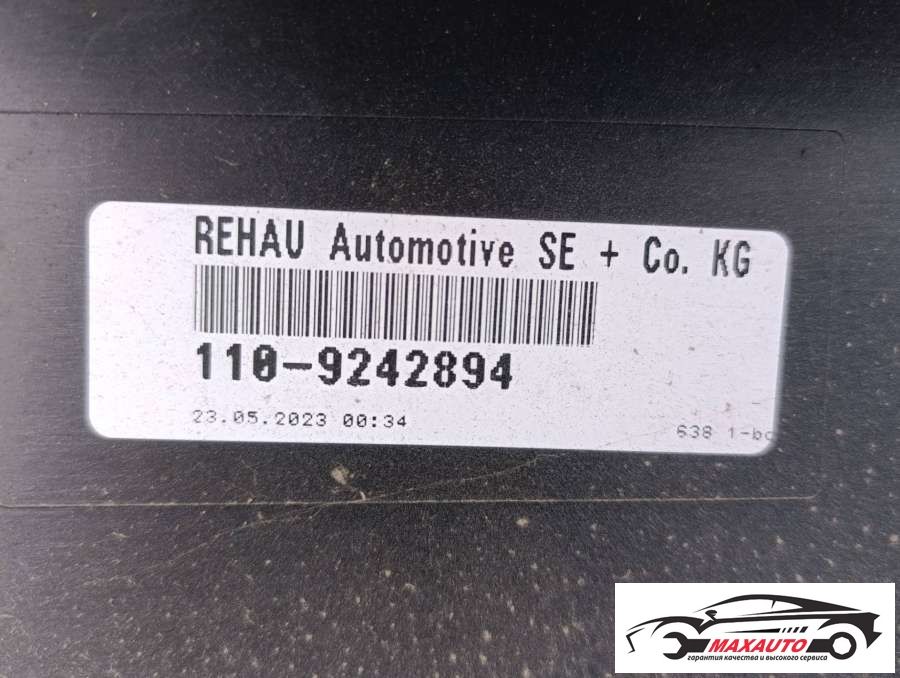 REHAU Automotive SE + Co. KG
110-9242894
23.05.2023 00:34
638 1-bc
MAXAUTO
гарантия качества и высокого сервиса